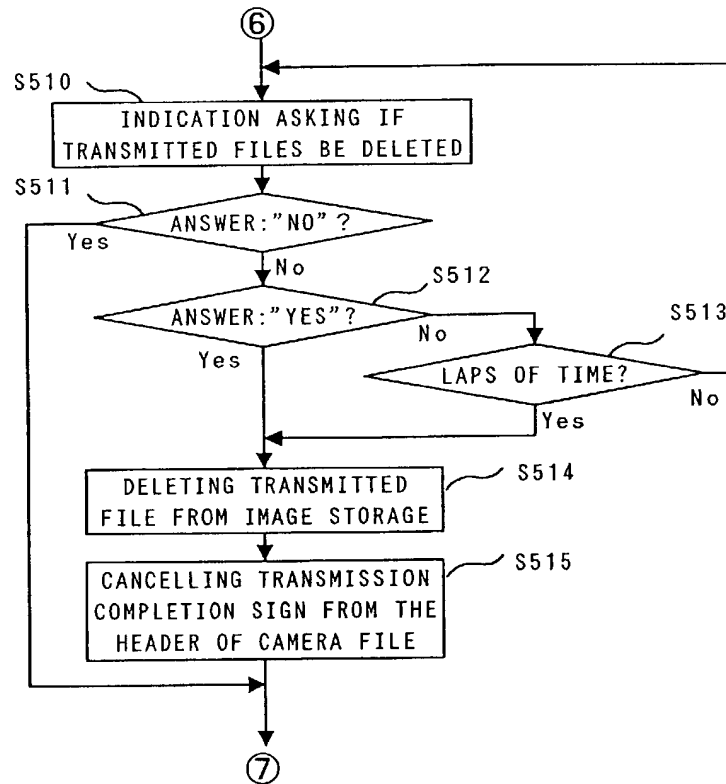 ⑥
S510
INDICATION ASKING IF
TRANSMITTED FILES BE DELETED
S511
ANSWER:"NO"?
Yes
No
S512
ANSWER:"YES"?
No
Yes
S513
LAPS OF TIME?
No
Yes
S514
DELETING TRANSMITTED
FILE FROM IMAGE STORAGE
S515
CANCELLING TRANSMISSION
COMPLETION SIGN FROM THE
HEADER OF CAMERA FILE
⑦